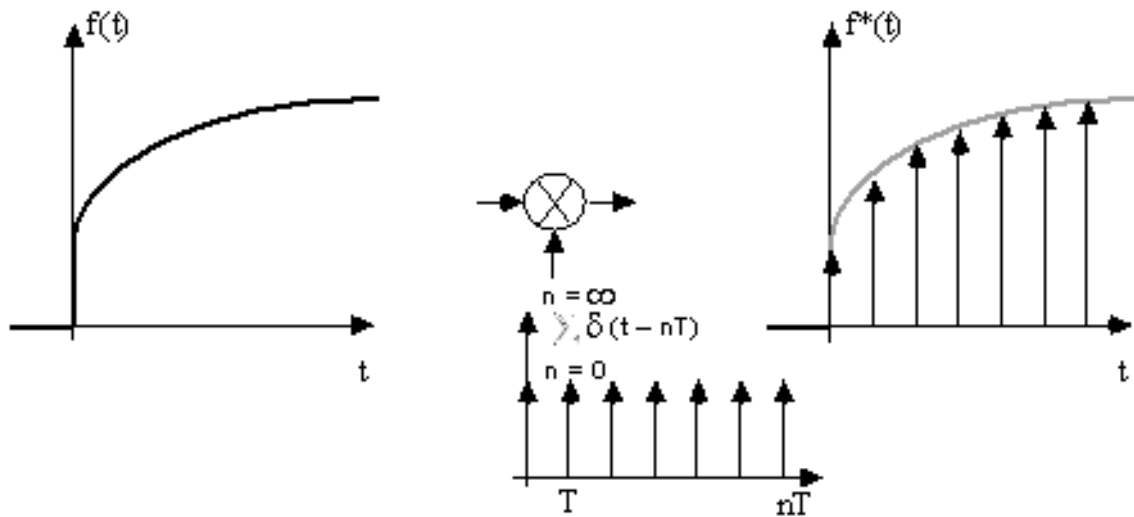 f(t)
f*(t)
n = ∞
∑ δ (t – nT)
n = 0
t
t
T
nT